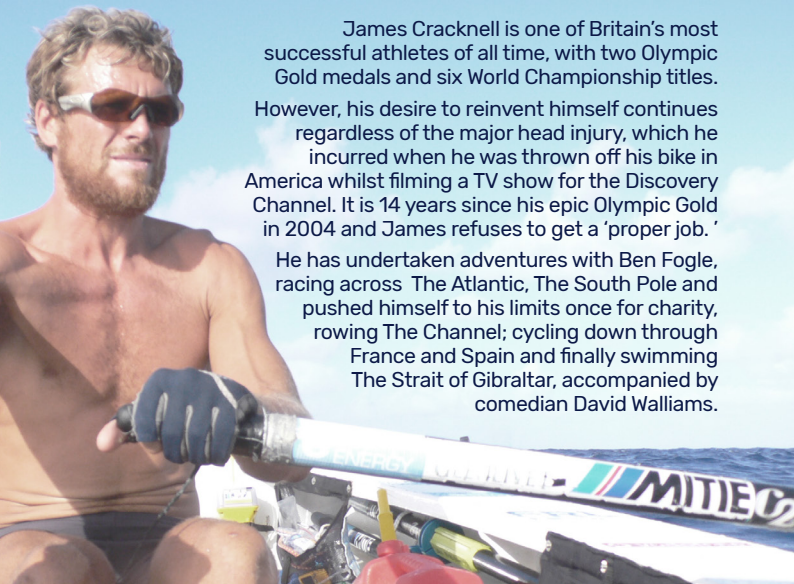 James Cracknell is one of Britain’s most
successful athletes of all time, with two Olympic
Gold medals and six World Championship titles.
However, his desire to reinvent himself continues
regardless of the major head injury, which he
incurred when he was thrown off his bike in
America whilst filming a TV show for the Discovery
Channel. It is 14 years since his epic Olympic Gold
in 2004 and James refuses to get a ‘proper job. ’
He has undertaken adventures with Ben Fogle,
racing across  The Atlantic, The South Pole and
pushed himself to his limits once for charity,
rowing The Channel; cycling down through
France and Spain and finally swimming
The Strait of Gibraltar, accompanied by
comedian David Walliams.
ENERGY
MITIE